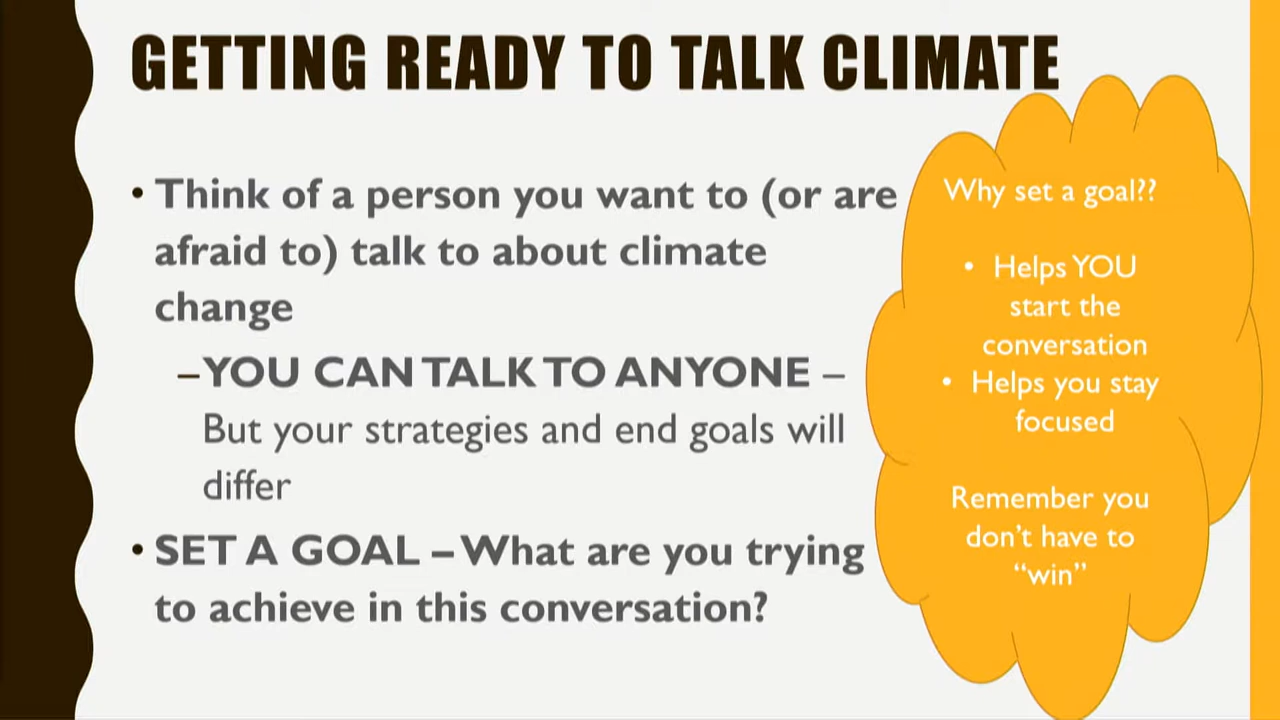 GETTING READY TO TALK CLIMATE
• Think of a person you want to (or are
afraid to) talk to about climate
change
–YOU CAN TALK TO ANYONE –
But your strategies and end goals will
differ
• SET A GOAL – What are you trying
to achieve in this conversation?
Why set a goal??
• Helps YOU
start the
conversation
• Helps you stay
focused
Remember you
don't have to
“win”